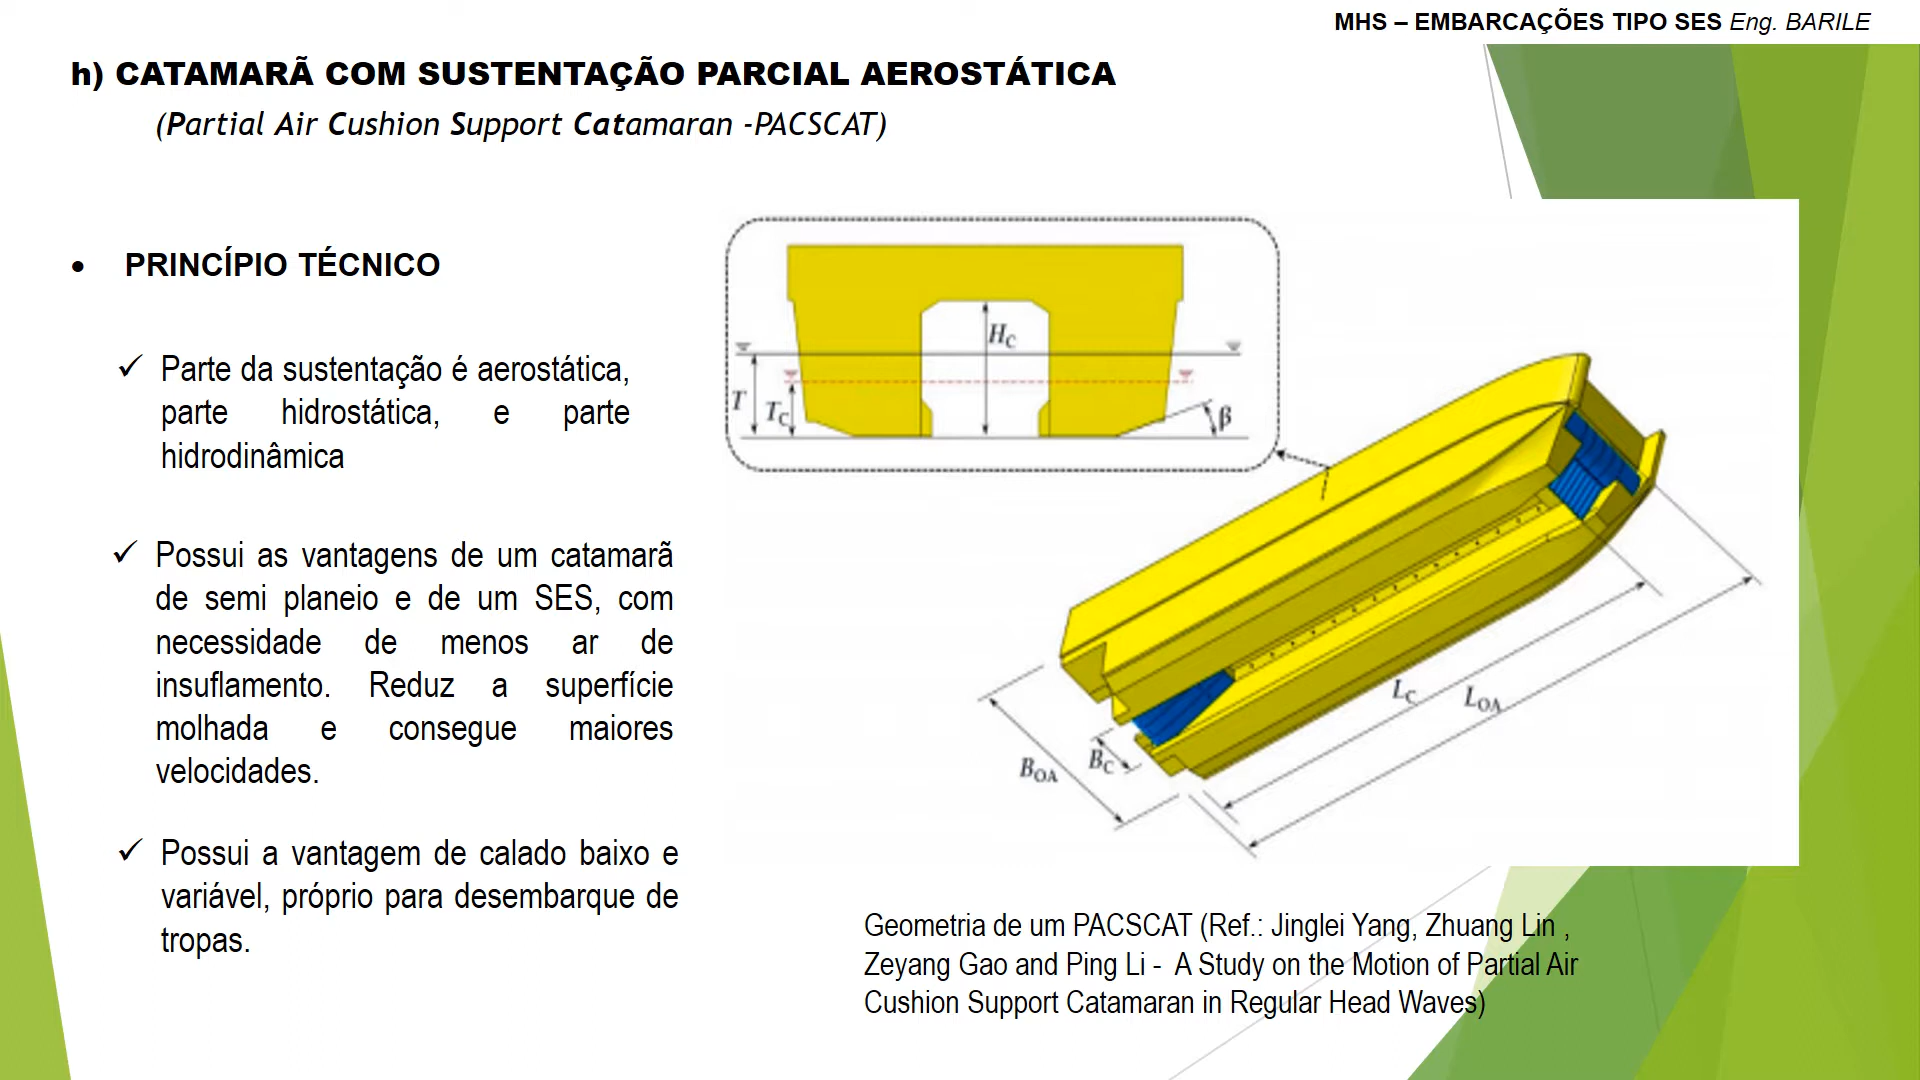 MHS – EMBARCAÇÕES TIPO SES Eng. BARILE
h) CATAMARÃ COM SUSTENTAÇÃO PARCIAL AEROSTÁTICA
(Partial Air Cushion Support Catamaran -PACSCAT)
• PRINCÍPIO TÉCNICO
✓ Parte da sustentação é aerostática,
parte hidrostática, e parte
hidrodinâmica
✓ Possui as vantagens de um catamarã
de semi planeio e de um SES, com
necessidade de menos ar de
insuflamento. Reduz a superfície
molhada e consegue maiores
velocidades.
✓ Possui a vantagem de calado baixo e
variável, próprio para desembarque de
tropas.
HC
T
TC
β
LC
LOA
BOA
BC
Geometria de um PACSCAT (Ref.: Jinglei Yang, Zhuang Lin ,
Zeyang Gao and Ping Li - A Study on the Motion of Partial Air
Cushion Support Catamaran in Regular Head Waves)